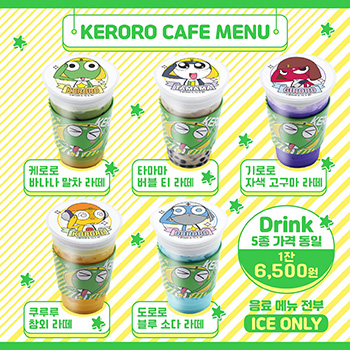 KERORO CAFE MENU
케로로
바나나 말차 라떼
타마마
버블 티 라떼
기로로
자색 고구마 라떼
쿠루루
참외 라떼
도로로
블루 소다 라떼
Drink
5종 가격 동일
1잔
6,500원
음료 메뉴 전부
ICE ONLY